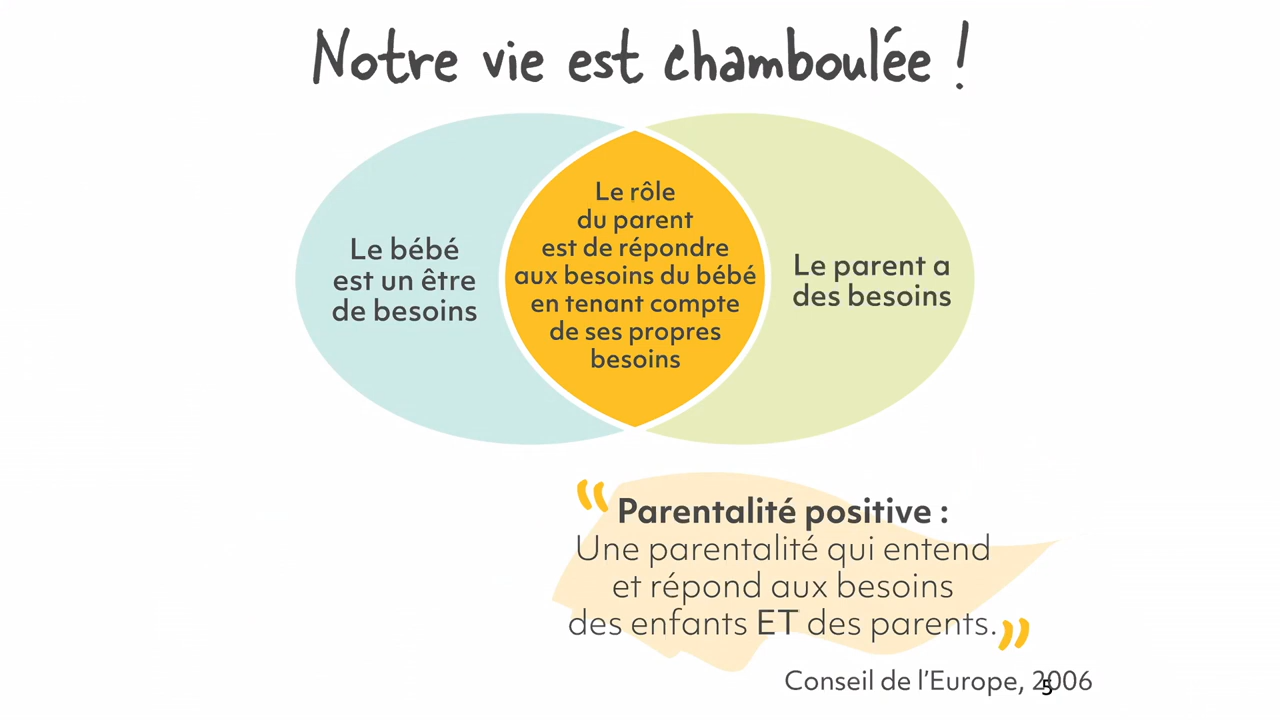 Notre vie est chamboulée !
Le bébé
est un être
de besoins
Le rôle
du parent
est de répondre
aux besoins du bébé
en tenant compte
de ses propres
besoins
Le parent a
des besoins
“Parentalité positive :
Une parentalité qui entend
et répond aux besoins
des enfants ET des parents.”
Conseil de l’Europe, 2006
5